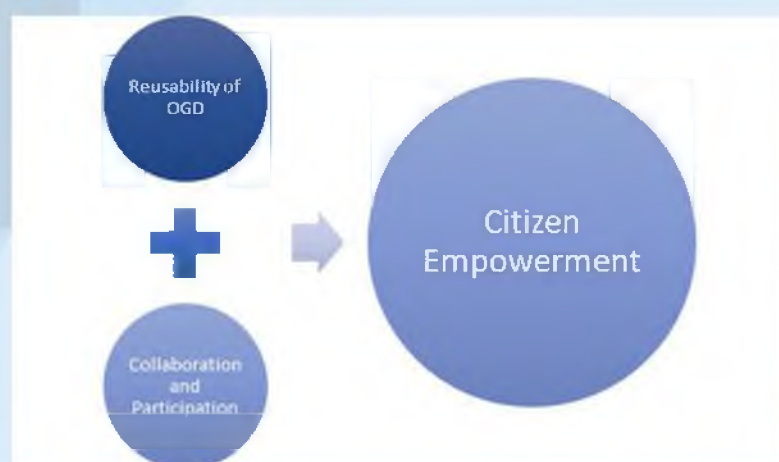 Reusability of
OGD
Collaboration
and
Participation
Citizen
Empowerment